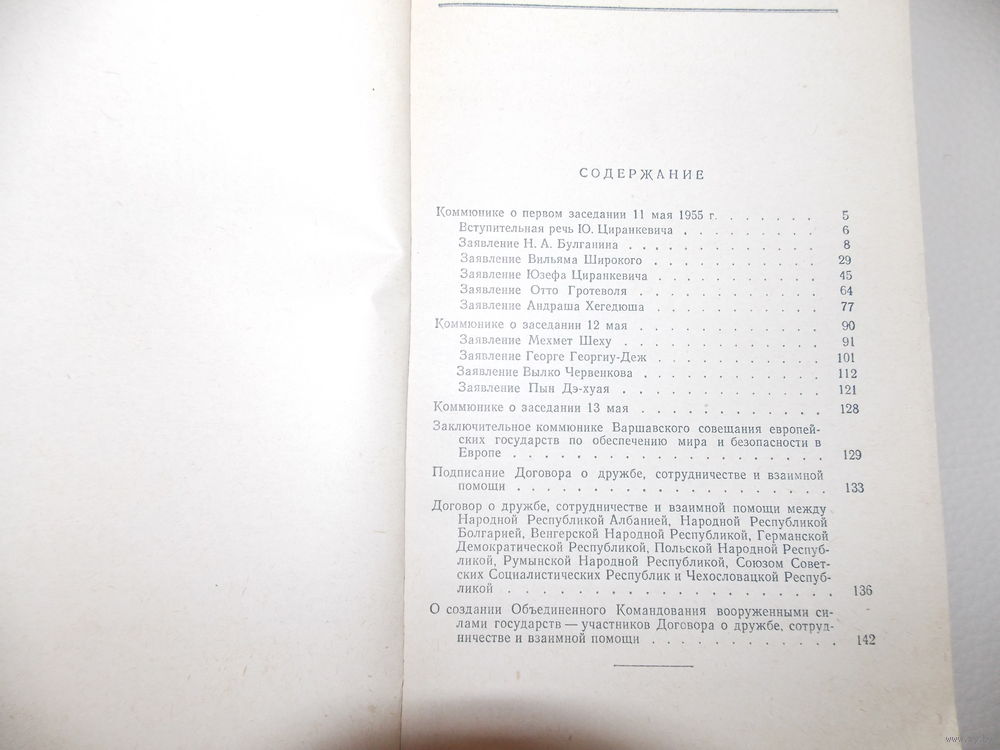 СОДЕРЖАНИЕ
Коммюнике о первом заседании 11 мая 1955 г. . . . . . . 5
Вступительная речь Ю. Циранкевича . . . . . . . . . 6
Заявление Н. А. Булганина . . . . . . . . . . . 8
Заявление Вильяма Широкого . . . . . . . . . . 29
Заявление Юзефа Циранкевича . . . . . . . . . . 45
Заявление Отто Гротеволя . . . . . . . . . . . 64
Заявление Андраша Хегедюша . . . . . . . . . . 77
Коммюнике о заседании 12 мая . . . . . . . . . . . 90
Заявление Мехмет Шеху . . . . . . . . . . . . 91
Заявление Георге Георгиу-Деж . . . . . . . . . . 101
Заявление Вылко Червенкова . . . . . . . . . . . 112
Заявление Пын Дэ-хуая . . . . . . . . . . . . 121
Коммюнике о заседании 13 мая . . . . . . . . . . . 128
Заключительное коммюнике Варшавского совещания европей-
ских государств по обеспечению мира и безопасности в
Европе . . . . . . . . . . . . . . . . . . 129
Подписание Договора о дружбе, сотрудничестве и взаимной
помощи . . . . . . . . . . . . . . . . . . 133
Договор о дружбе, сотрудничестве и взаимной помощи между
Народной Республикой Албанией, Народной Республикой
Болгарией, Венгерской Народной Республикой, Германской
Демократической Республикой, Польской Народной Респуб-
ликой, Румынской Народной Республикой, Союзом Совет-
ских Социалистических Республик и Чехословацкой Респуб-
ликой . . . . . . . . . . . . . . . . . . . 136
О создании Объединенного Командования вооруженными си-
лами государств — участников Договора о дружбе, сотруд-
ничестве и взаимной помощи . . . . . . . . . . . 142